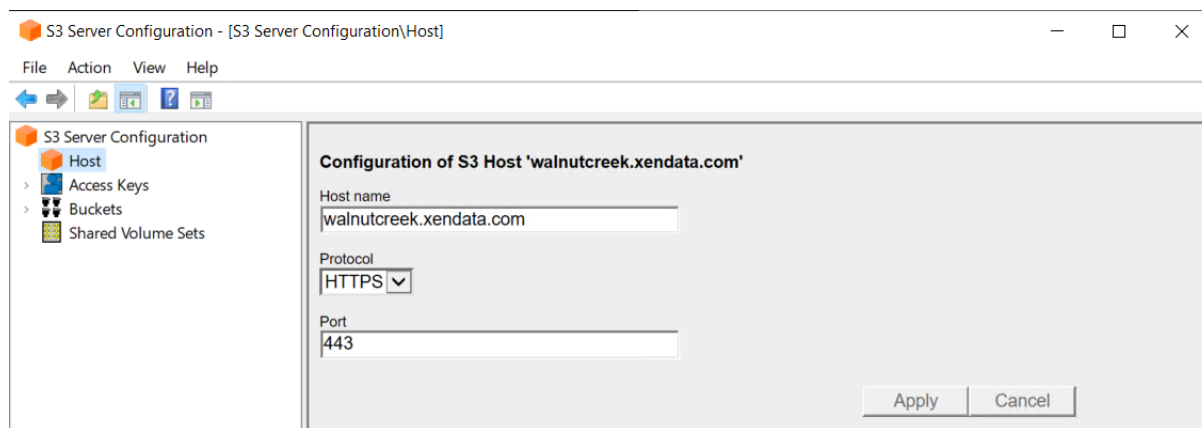 S3 Server Configuration - [S3 Server Configuration\Host]
File Action View Help
S3 Server Configuration
Host
Access Keys
Buckets
Shared Volume Sets
Configuration of S3 Host 'walnutcreek.xendata.com'
Host name
walnutcreek.xendata.com
Protocol
HTTPS
Port
443
Apply Cancel